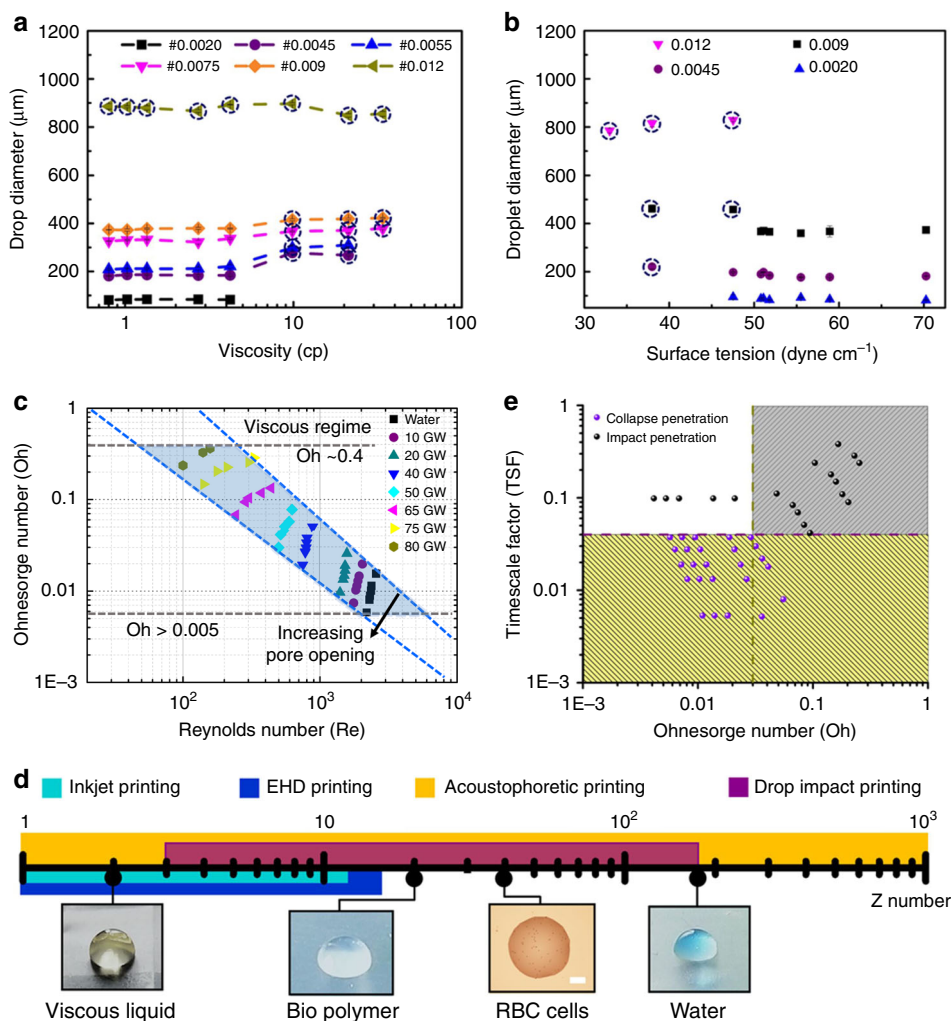 a
1200
1000
800
600
400
200
Drop diameter (μm)
#0.0020 #0.0045 #0.0055
#0.0075 #0.009 #0.012
1 10 100
Viscosity (cp)
b
1200
1000
800
600
400
200
Droplet diameter (μm)
0.012 0.009
0.0045 0.0020
30 40 50 60 70
Surface tension (dyne cm⁻¹)
c
1
0.1
0.01
1E−3
Ohnesorge number (Oh)
Viscous regime
Oh ~0.4
Oh > 0.005
Increasing
pore opening
Water
10 GW
20 GW
40 GW
50 GW
65 GW
75 GW
80 GW
10² 10³ 10⁴
Reynolds number (Re)
e
1
0.1
0.01
1E−3
Timescale factor (TSF)
Collapse penetration
Impact penetration
1E−3 0.01 0.1 1
Ohnesorge number (Oh)
d
Inkjet printing EHD printing Acoustophoretic printing Drop impact printing
1 10 10² 10³
Z number
Viscous liquid Bio polymer RBC cells Water